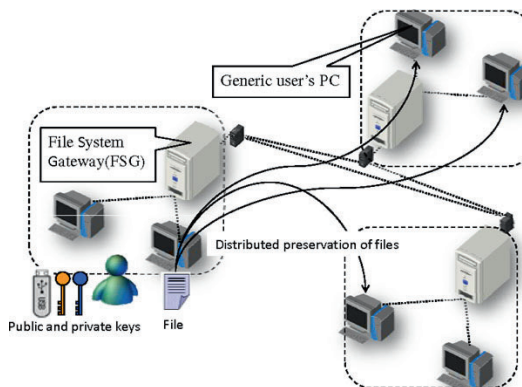 Generic user's PC
File System
Gateway(FSG)
Distributed preservation of files
Public and private keys
File